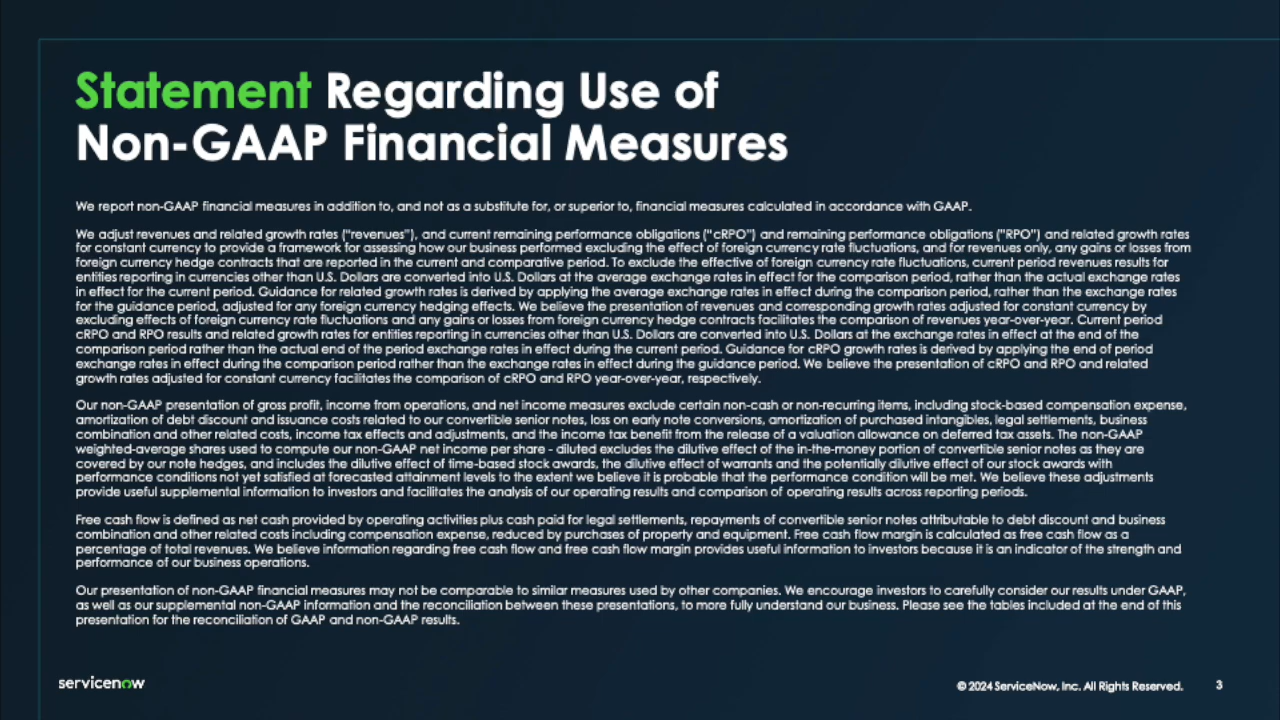 Statement Regarding Use of
Non-GAAP Financial Measures
We report non-GAAP financial measures in addition to, and not as a substitute for, or superior to, financial measures calculated in accordance with GAAP.
We adjust revenues and related growth rates (“revenues”), and current remaining performance obligations (“cRPO”) and remaining performance obligations (”RPO”) and related growth rates
for constant currency to provide a framework for assessing how our business performed excluding the effect of foreign currency rate fluctuations, and for revenues only, any gains or losses from
foreign currency hedge contracts that are reported in the current and comparative period. To exclude the effective of foreign currency rate fluctuations, current period revenues results for
entities reporting in currencies other than U.S. Dollars are converted into U.S. Dollars at the average exchange rates in effect for the comparison period, rather than the actual exchange rates
in effect for the current period. Guidance for related growth rates is derived by applying the average exchange rates in effect during the comparison period, rather than the exchange rates
for the guidance period, adjusted for any foreign currency hedging effects. We believe the presentation of revenues and corresponding growth rates adjusted for constant currency by
excluding effects of foreign currency rate fluctuations and any gains or losses from foreign currency hedge contracts facilitates the comparison of revenues year-over-year. Current period
cRPO and RPO results and related growth rates for entities reporting in currencies other than U.S. Dollars are converted into U.S. Dollars at the exchange rates in effect at the end of the
comparison period rather than the actual end of the period exchange rates in effect during the current period. Guidance for cRPO growth rates is derived by applying the end of period
exchange rates in effect during the comparison period rather than the exchange rates in effect during the guidance period. We believe the presentation of cRPO and RPO and related
growth rates adjusted for constant currency facilitates the comparison of cRPO and RPO year-over-year, respectively.
Our non-GAAP presentation of gross profit, income from operations, and net income measures exclude certain non-cash or non-recurring items, including stock-based compensation expense,
amortization of debt discount and issuance costs related to our convertible senior notes, loss on early note conversions, amortization of purchased intangibles, legal settlements, business
combination and other related costs, income tax effects and adjustments, and the income tax benefit from the release of a valuation allowance on deferred tax assets. The non-GAAP
weighted-average shares used to compute our non-GAAP net income per share - diluted excludes the dilutive effect of the in-the-money portion of convertible senior notes as they are
covered by our note hedges, and includes the dilutive effect of time-based stock awards, the dilutive effect of warrants and the potentially dilutive effect of our stock awards with
performance conditions not yet satisfied at forecasted attainment levels to the extent we believe it is probable that the performance condition will be met. We believe these adjustments
provide useful supplemental information to investors and facilitates the analysis of our operating results and comparison of operating results across reporting periods.
Free cash flow is defined as net cash provided by operating activities plus cash paid for legal settlements, repayments of convertible senior notes attributable to debt discount and business
combination and other related costs including compensation expense, reduced by purchases of property and equipment. Free cash flow margin is calculated as free cash flow as a
percentage of total revenues. We believe information regarding free cash flow and free cash flow margin provides useful information to investors because it is an indicator of the strength and
performance of our business operations.
Our presentation of non-GAAP financial measures may not be comparable to similar measures used by other companies. We encourage investors to carefully consider our results under GAAP,
as well as our supplemental non-GAAP information and the reconciliation between these presentations, to more fully understand our business. Please see the tables included at the end of this
presentation for the reconciliation of GAAP and non-GAAP results.
servicenow
© 2024 ServiceNow, Inc. All Rights Reserved.
3